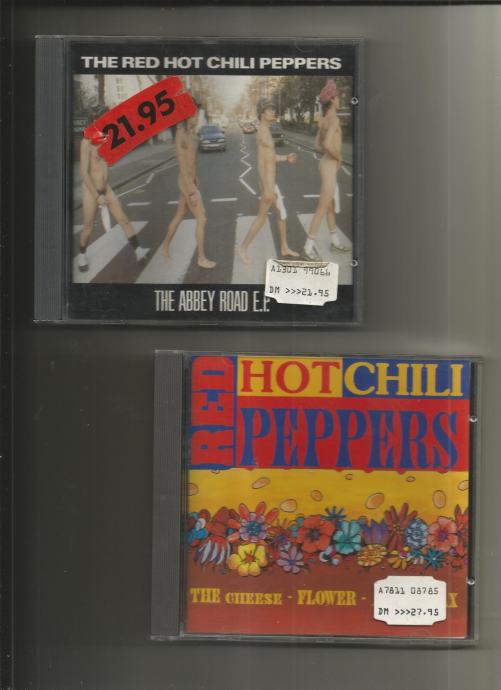 THE RED HOT CHILI PEPPERS
21.95
A1301 99066
DM >>>21.95
THE ABBEY ROAD E.P.
RED
HOT CHILI
PEPPERS
THE CHEESE - FLOWER -
A7811 08785
DM >>>27.95